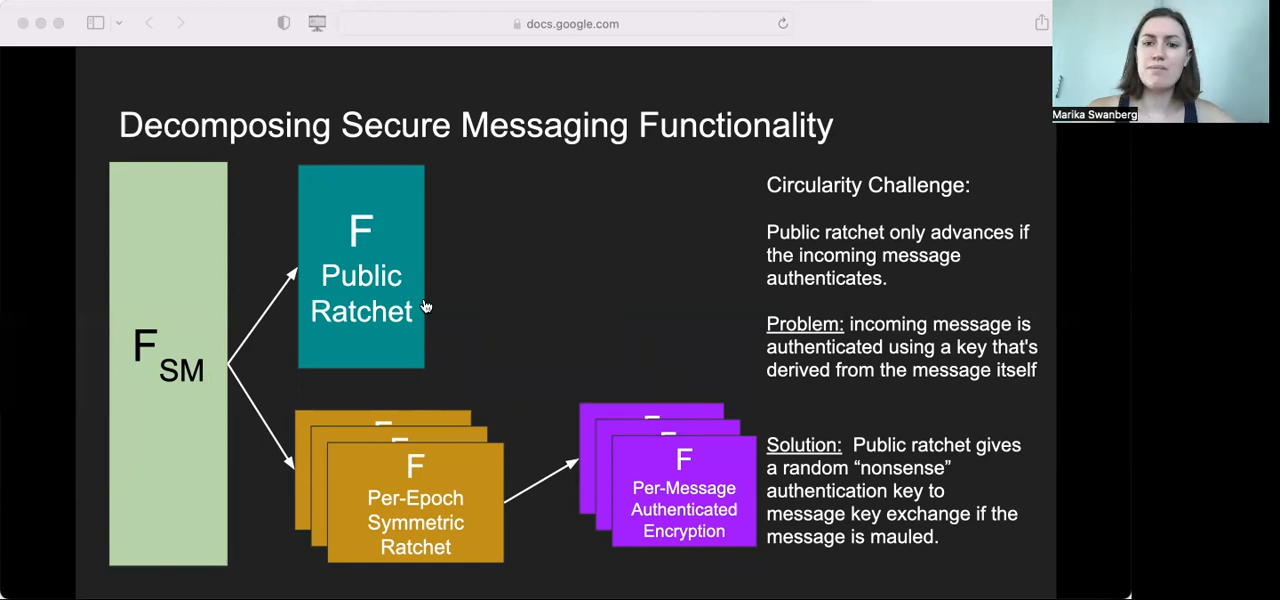 docs.google.com
Marika Swanberg
Decomposing Secure Messaging Functionality
F
SM
F
Public
Ratchet
F
Per-Epoch
Symmetric
Ratchet
F
Per-Message
Authenticated
Encryption
Circularity Challenge:
Public ratchet only advances if
the incoming message
authenticates.
Problem: incoming message is
authenticated using a key that's
derived from the message itself
Solution: Public ratchet gives
a random “nonsense”
authentication key to
message key exchange if the
message is mauled.